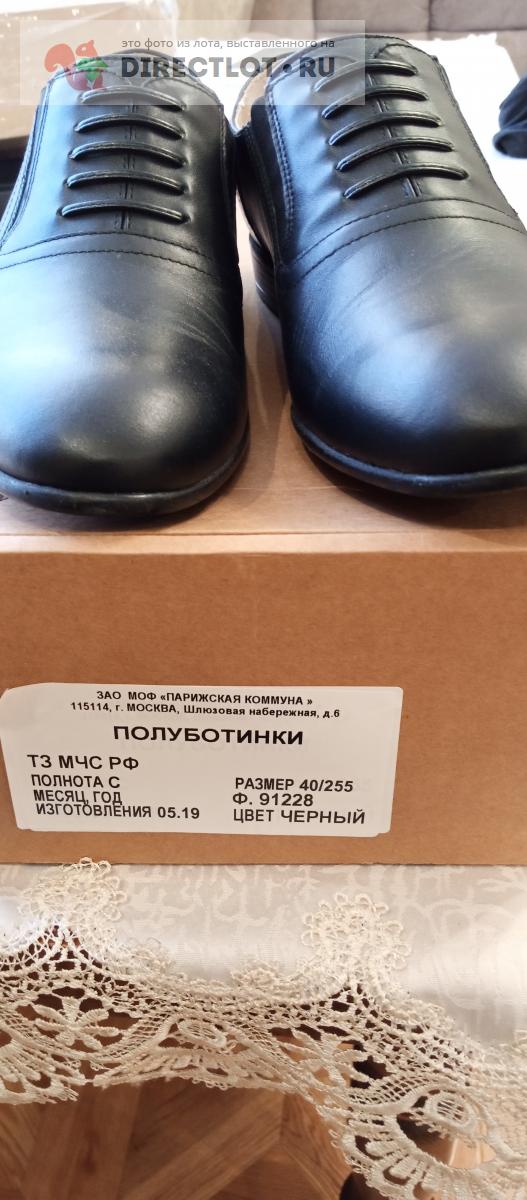 это фото из лота, выставленного на
DIRECTLOT.RU
ЗАО МОФ «ПАРИЖСКАЯ КОММУНА »
115114, г. МОСКВА, Шлюзовая набережная, д.6
ПОЛУБОТИНКИ
ТЗ МЧС РФ
ПОЛНОТА С РАЗМЕР 40/255
МЕСЯЦ, ГОД Ф. 91228
ИЗГОТОВЛЕНИЯ 05.19 ЦВЕТ ЧЕРНЫЙ